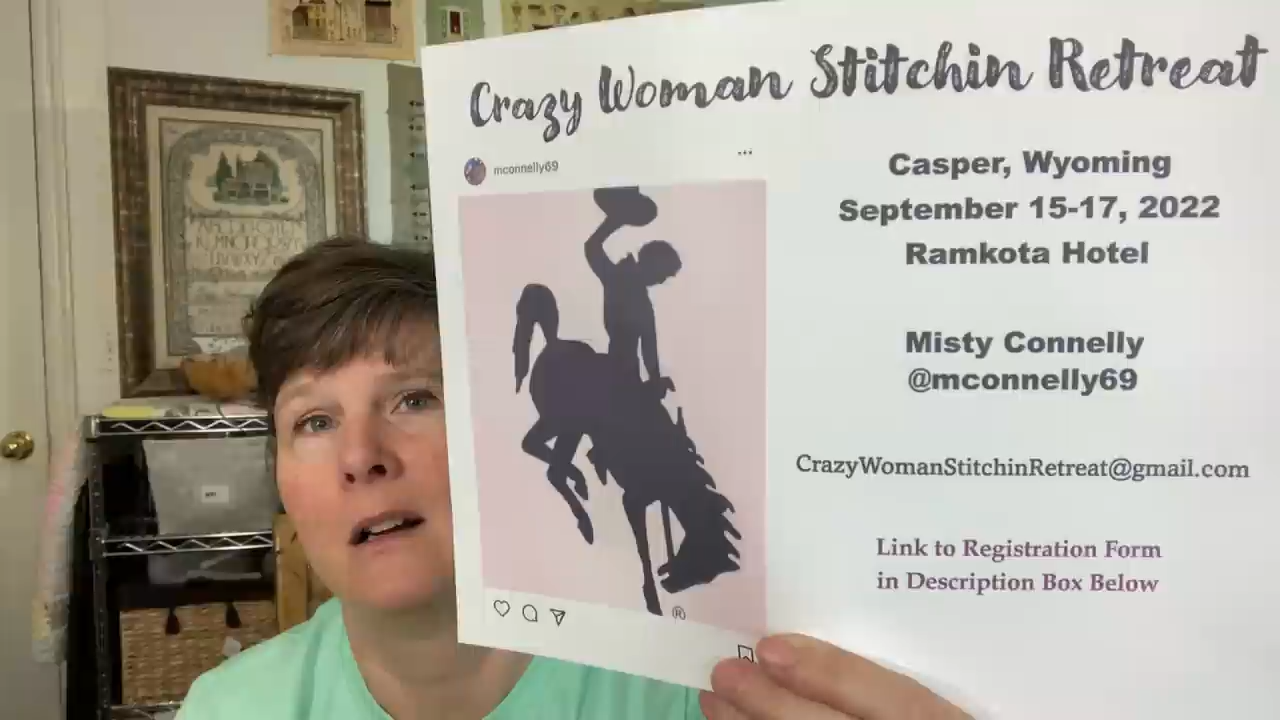 Crazy Woman Stitchin Retreat
mconnelly69
Casper, Wyoming
September 15-17, 2022
Ramkota Hotel
Misty Connelly
@mconnelly69
CrazyWomanStitchinRetreat@gmail.com
Link to Registration Form
in Description Box Below
®